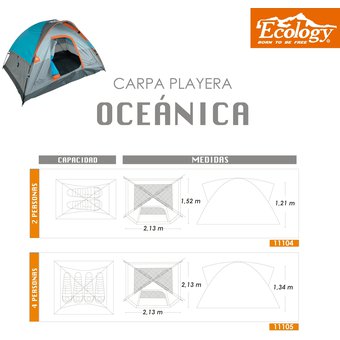 Ecology
BORN TO BE FREE
CARPA PLAYERA
OCEÁNICA
CAPACIDAD
MEDIDAS
2 PERSONAS
1,52 m
1,21 m
2,13 m
11104
4 PERSONAS
2,13 m
1,34 m
2,13 m
11105